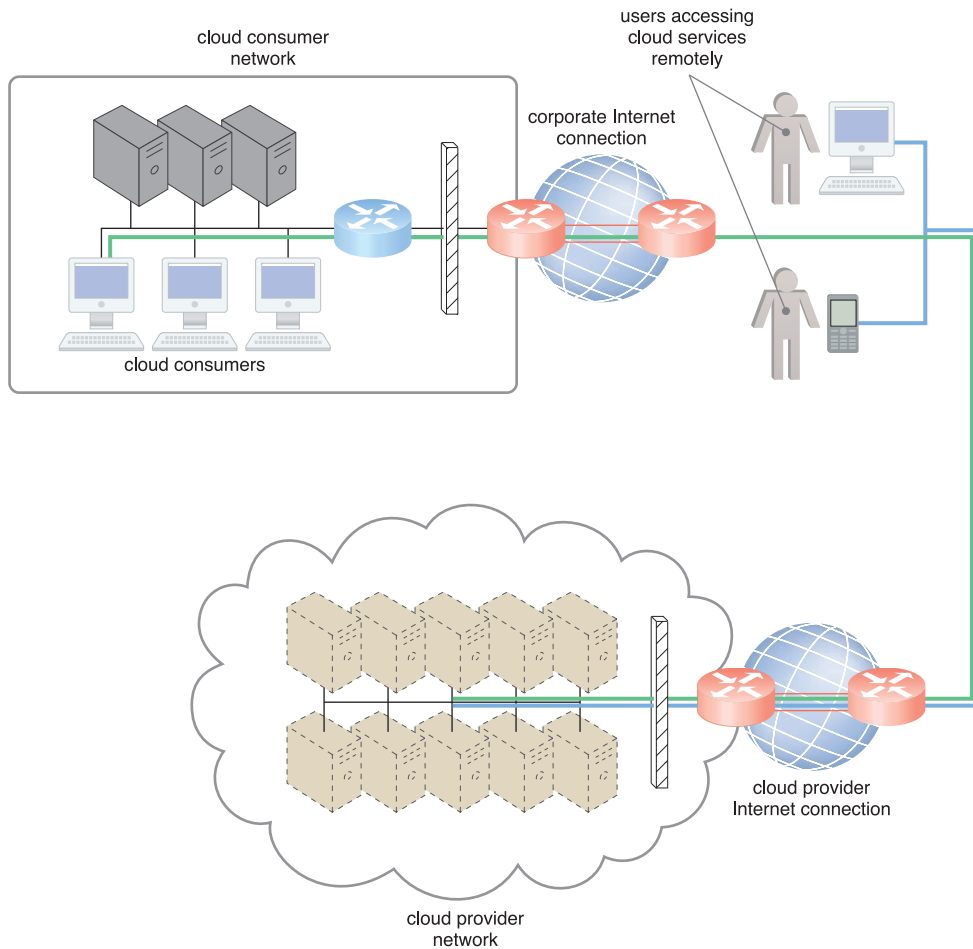 cloud consumer
network
users accessing
cloud services
remotely
corporate Internet
connection
cloud consumers
cloud provider
Internet connection
cloud provider
network